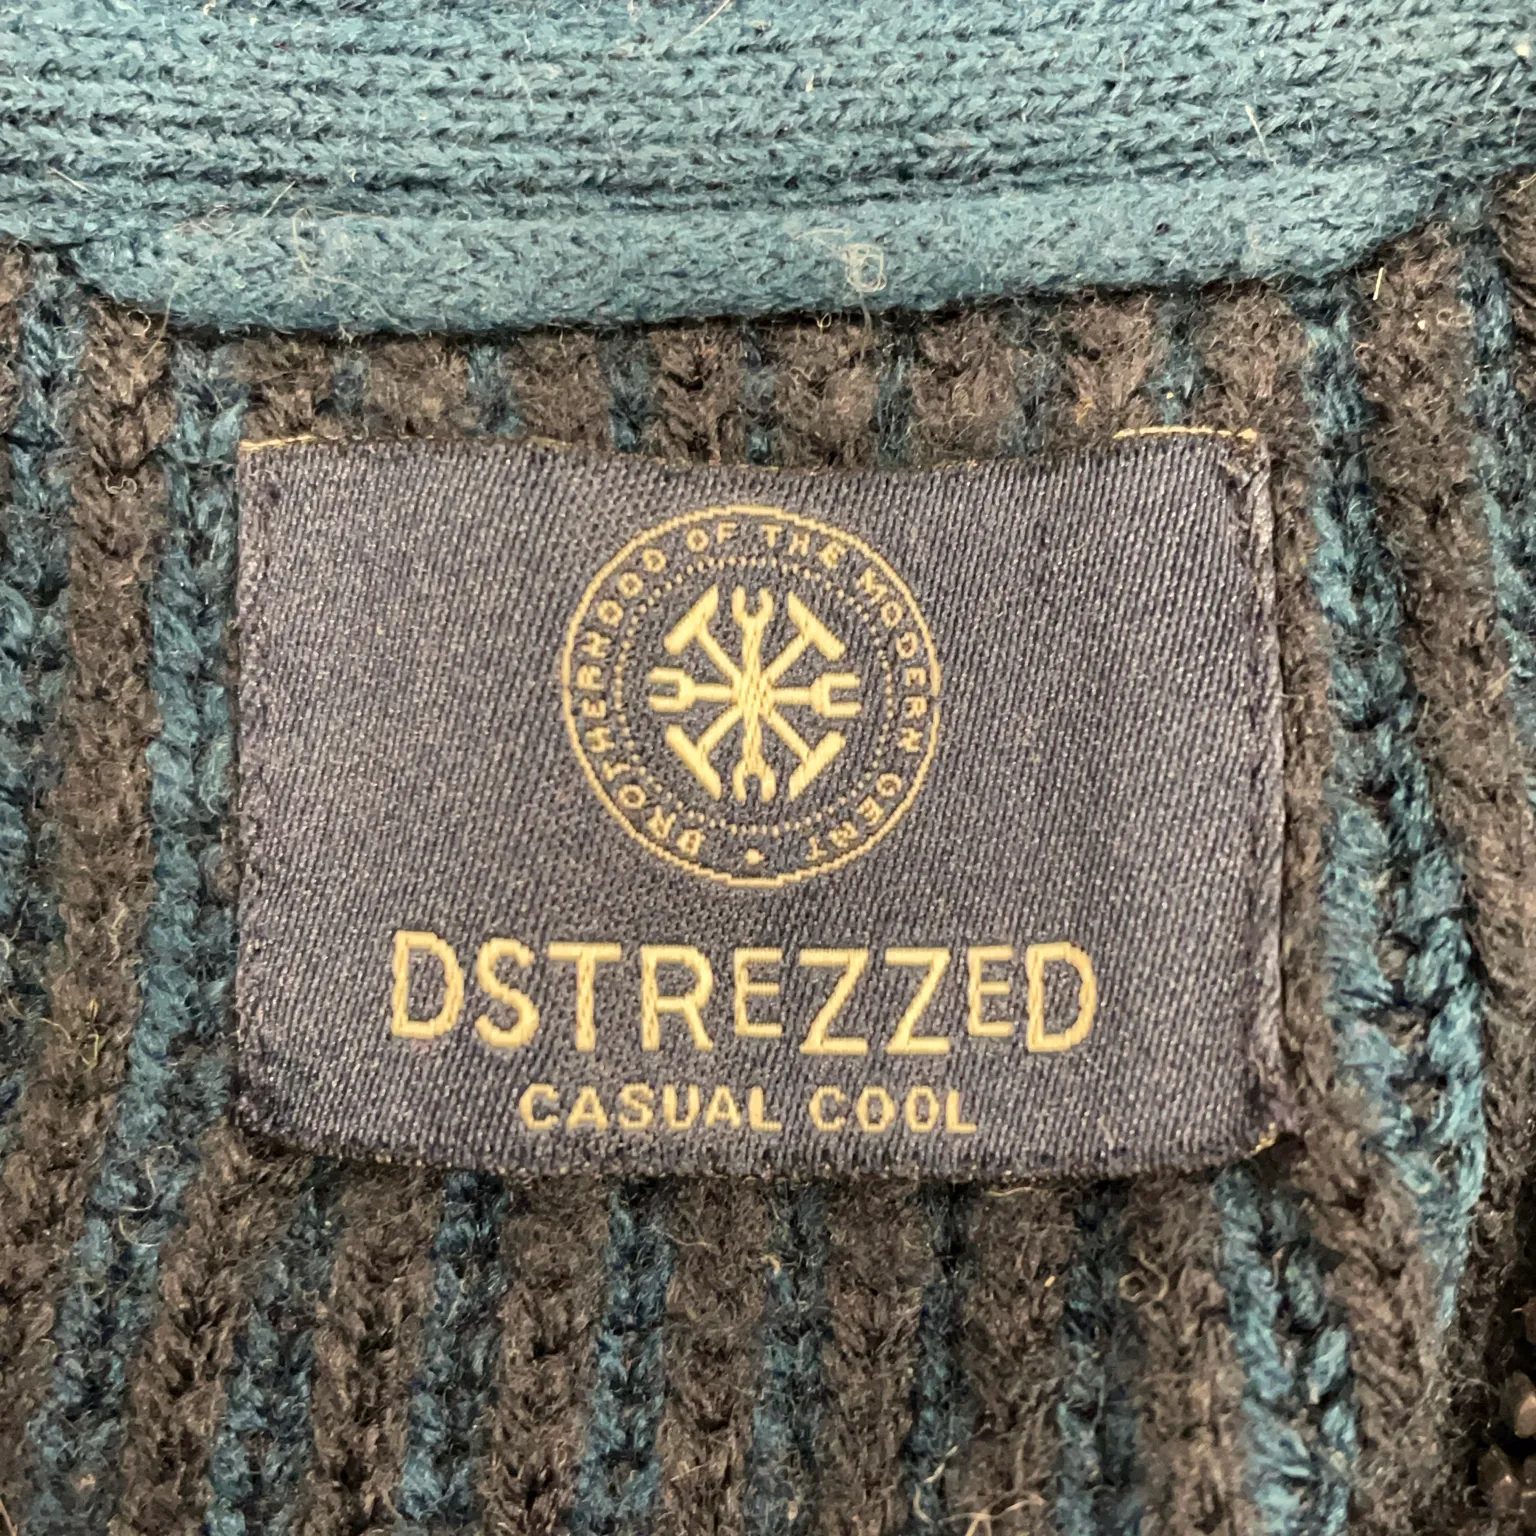 BROTHERHOOD OF THE MODERN GENT •
DSTREZZED
CASUAL COOL